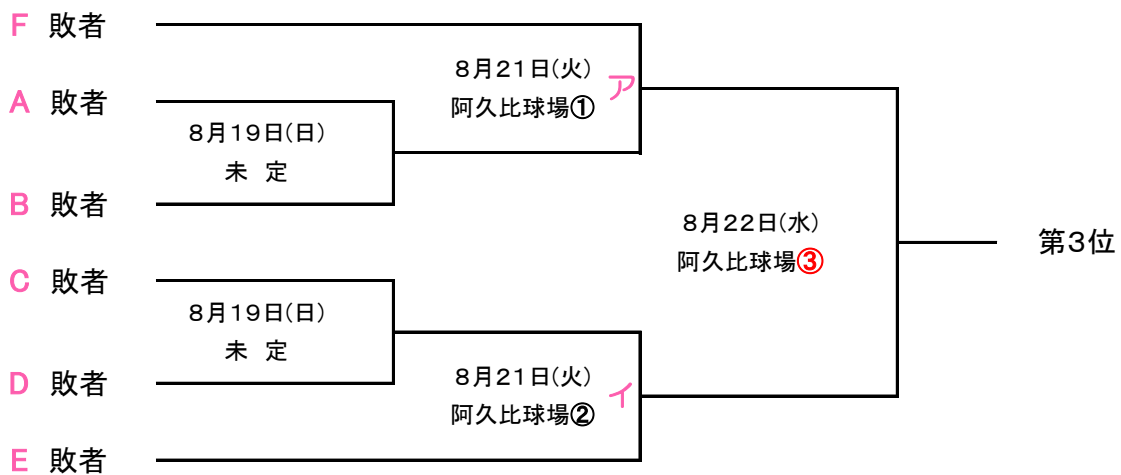 F 敗者
8月21日(火)
阿久比球場①
ア
A 敗者
8月19日(日)
未 定
B 敗者
8月22日(水)
阿久比球場③
第3位
C 敗者
8月19日(日)
未 定
D 敗者
8月21日(火)
阿久比球場②
イ
E 敗者